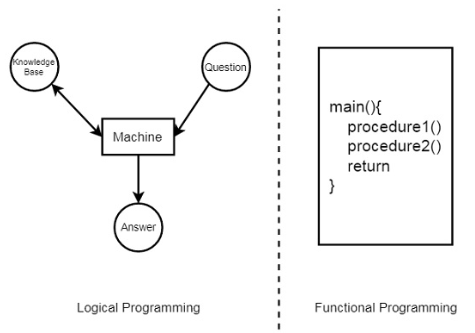 Knowledge
Base
Question
Machine
Answer
Logical Programming
main(){
procedure1()
procedure2()
return
}
Functional Programming